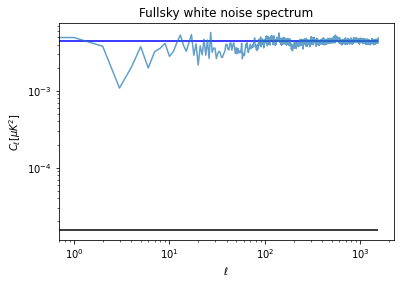 Fullsky white noise spectrum
C_ℓ[μK²]
10⁻³
10⁻⁴
10⁰
10¹
10²
10³
ℓ